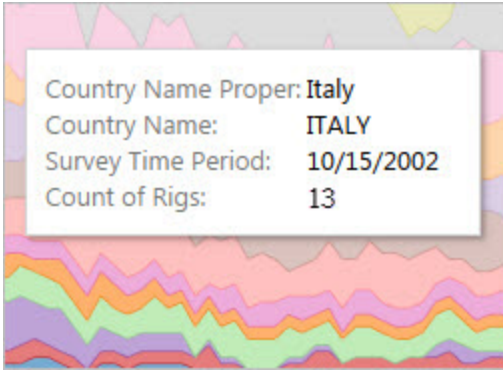 Country Name Proper: Italy
Country Name: ITALY
Survey Time Period: 10/15/2002
Count of Rigs: 13